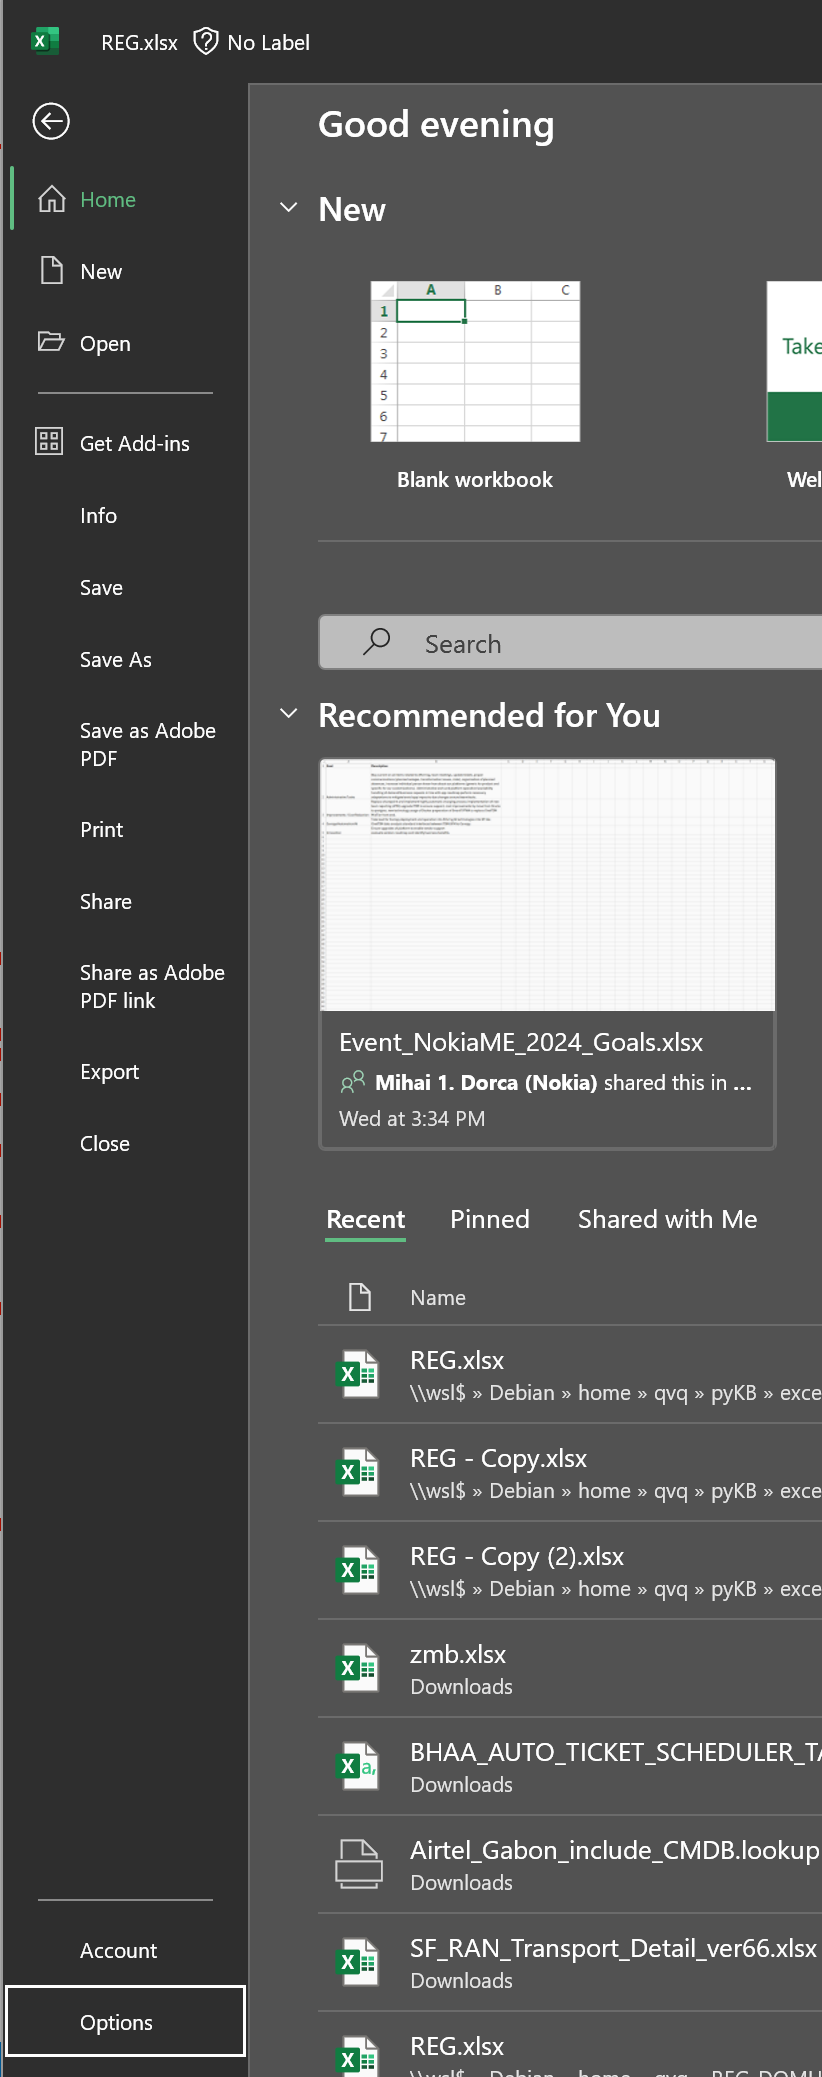 REG.xlsx No Label
Good evening
Home
New
New
Open
A B C
1
2
3
4
5
6
7
Take
Blank workbook
Wel
Get Add-ins
Info
Save
Save As
Search
Recommended for You
Save as Adobe
PDF
Print
Share
Share as Adobe
PDF link
Export
Close
Event_NokiaME_2024_Goals.xlsx
Mihai 1. Dorca (Nokia) shared this in ...
Wed at 3:34 PM
Recent Pinned Shared with Me
Name
REG.xlsx
\\wsl$ » Debian » home » qvq » pyKB » exce
REG - Copy.xlsx
\\wsl$ » Debian » home » qvq » pyKB » exce
REG - Copy (2).xlsx
\\wsl$ » Debian » home » qvq » pyKB » exce
zmb.xlsx
Downloads
BHAA_AUTO_TICKET_SCHEDULER_TA
Downloads
Airtel_Gabon_include_CMDB.lookup
Downloads
SF_RAN_Transport_Detail_ver66.xlsx
Downloads
REG.xlsx
Account
Options